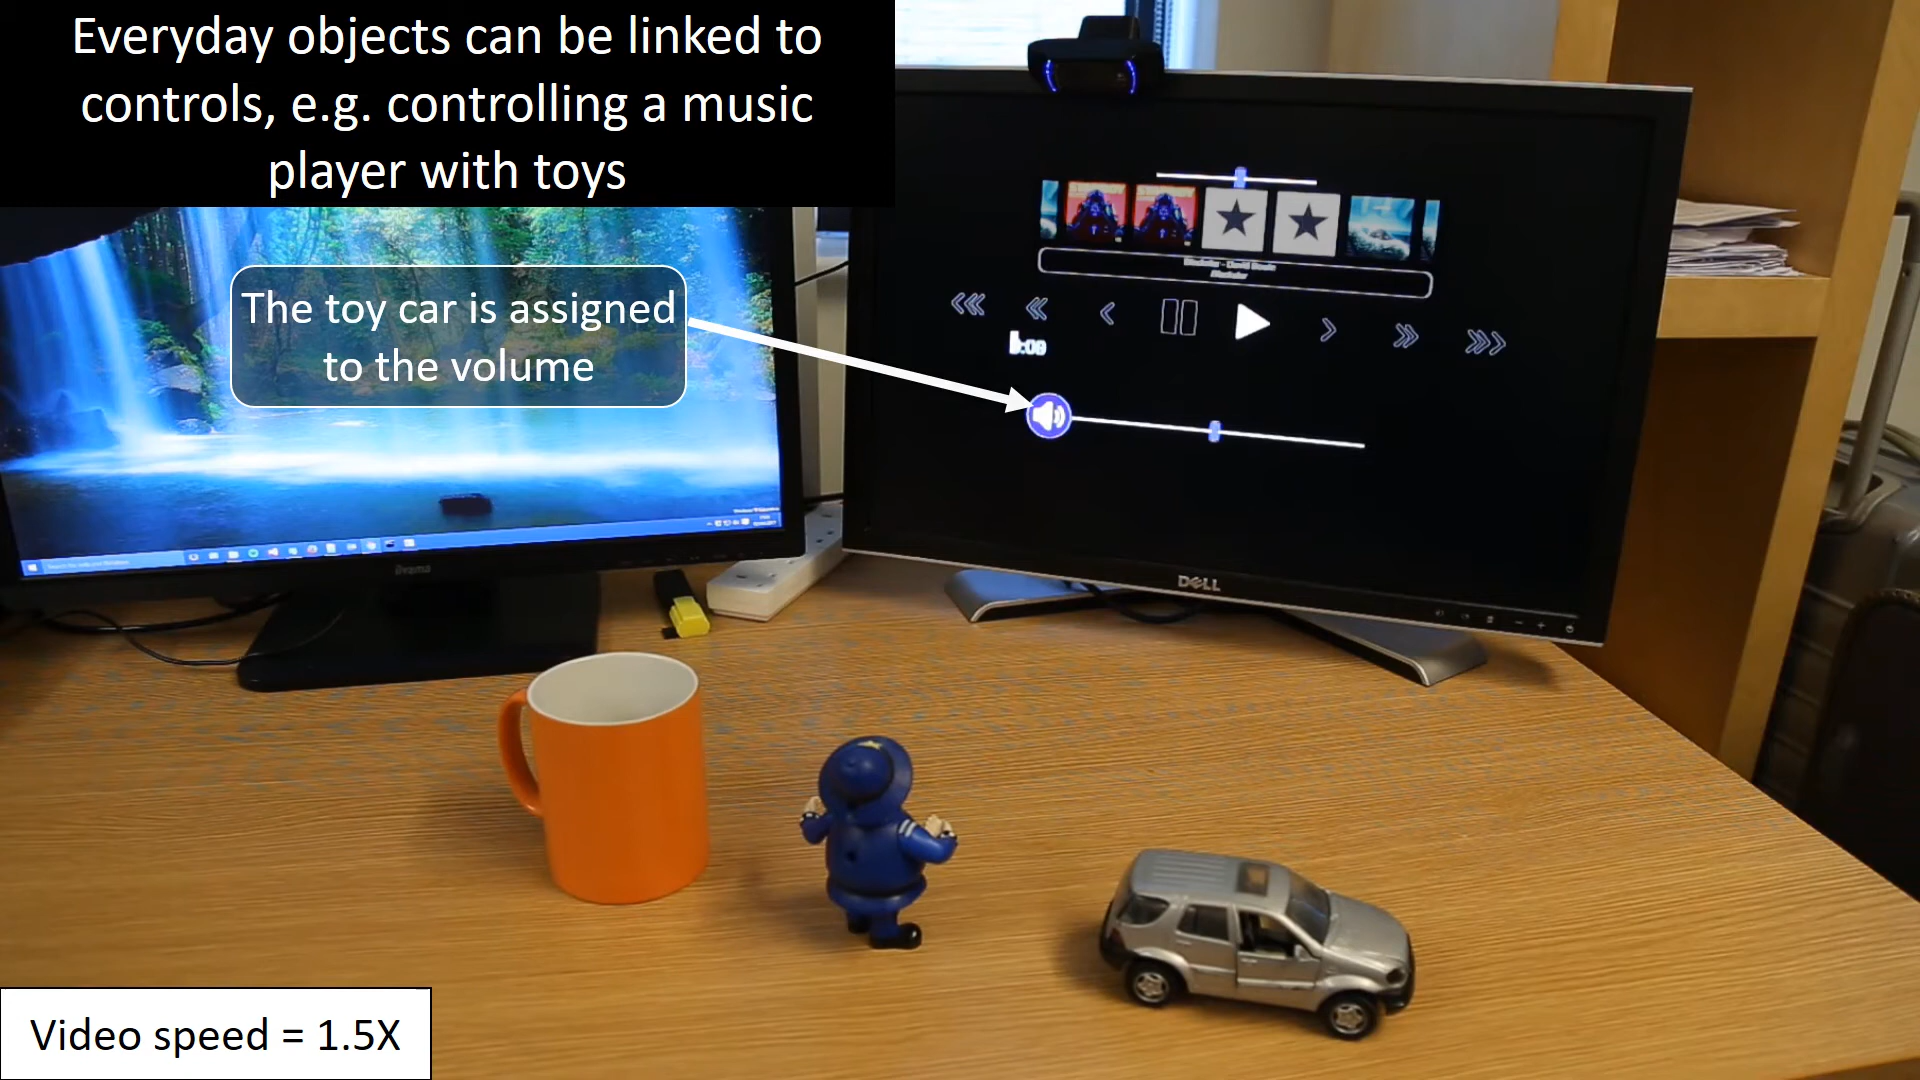 Everyday objects can be linked to
controls, e.g. controlling a music
player with toys
The toy car is assigned
to the volume
:09
DELL
Video speed = 1.5X